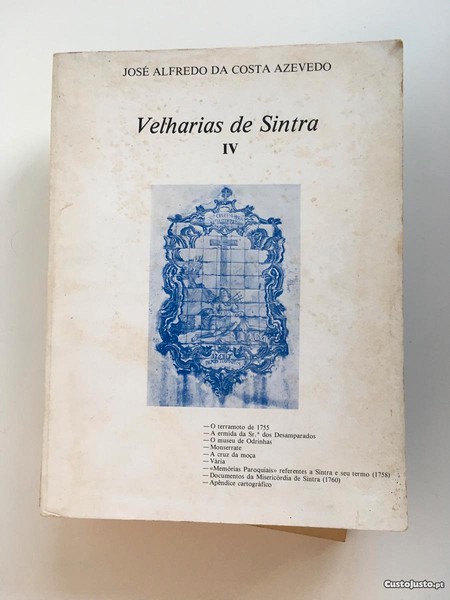 JOSÉ ALFREDO DA COSTA AZEVEDO
Velharias de Sintra
IV
— O terramoto de 1755
— A ermida da Sr.ª dos Desamparados
— O museu de Odrinhas
— Monserrate
— A cruz da moça
— Vária
— «Memórias Paroquiais» referentes a Sintra e seu termo (1758)
— Documentos da Misericórdia de Sintra (1760)
— Apêndice cartográfico
CustoJusto.pt